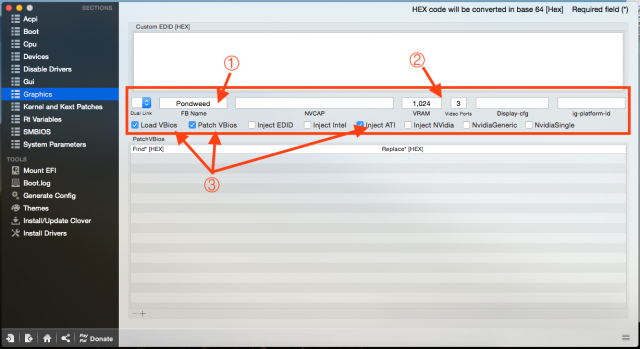 SECTIONS
HEX code will be converted in base 64 [Hex] Required field (*)
Acpi
Boot
Cpu
Devices
Disable Drivers
Gui
Graphics
Kernel and Kext Patches
Rt Variables
SMBIOS
System Parameters
TOOLS
Mount EFI
Boot.log
Generate Config
Themes
Install/Update Clover
Install Drivers
PayPal Donate
Custom EDID [HEX]
① ②
Pondweed 1,024 3
Dual Link FB Name NVCAP VRAM Video Ports Display-cfg ig-platform-id
Load VBios Patch VBios Inject EDID Inject Intel Inject ATI Inject NVidia NvidiaGeneric NvidiaSingle
③
PatchVBios
Find* [HEX] Replace* [HEX]
−+